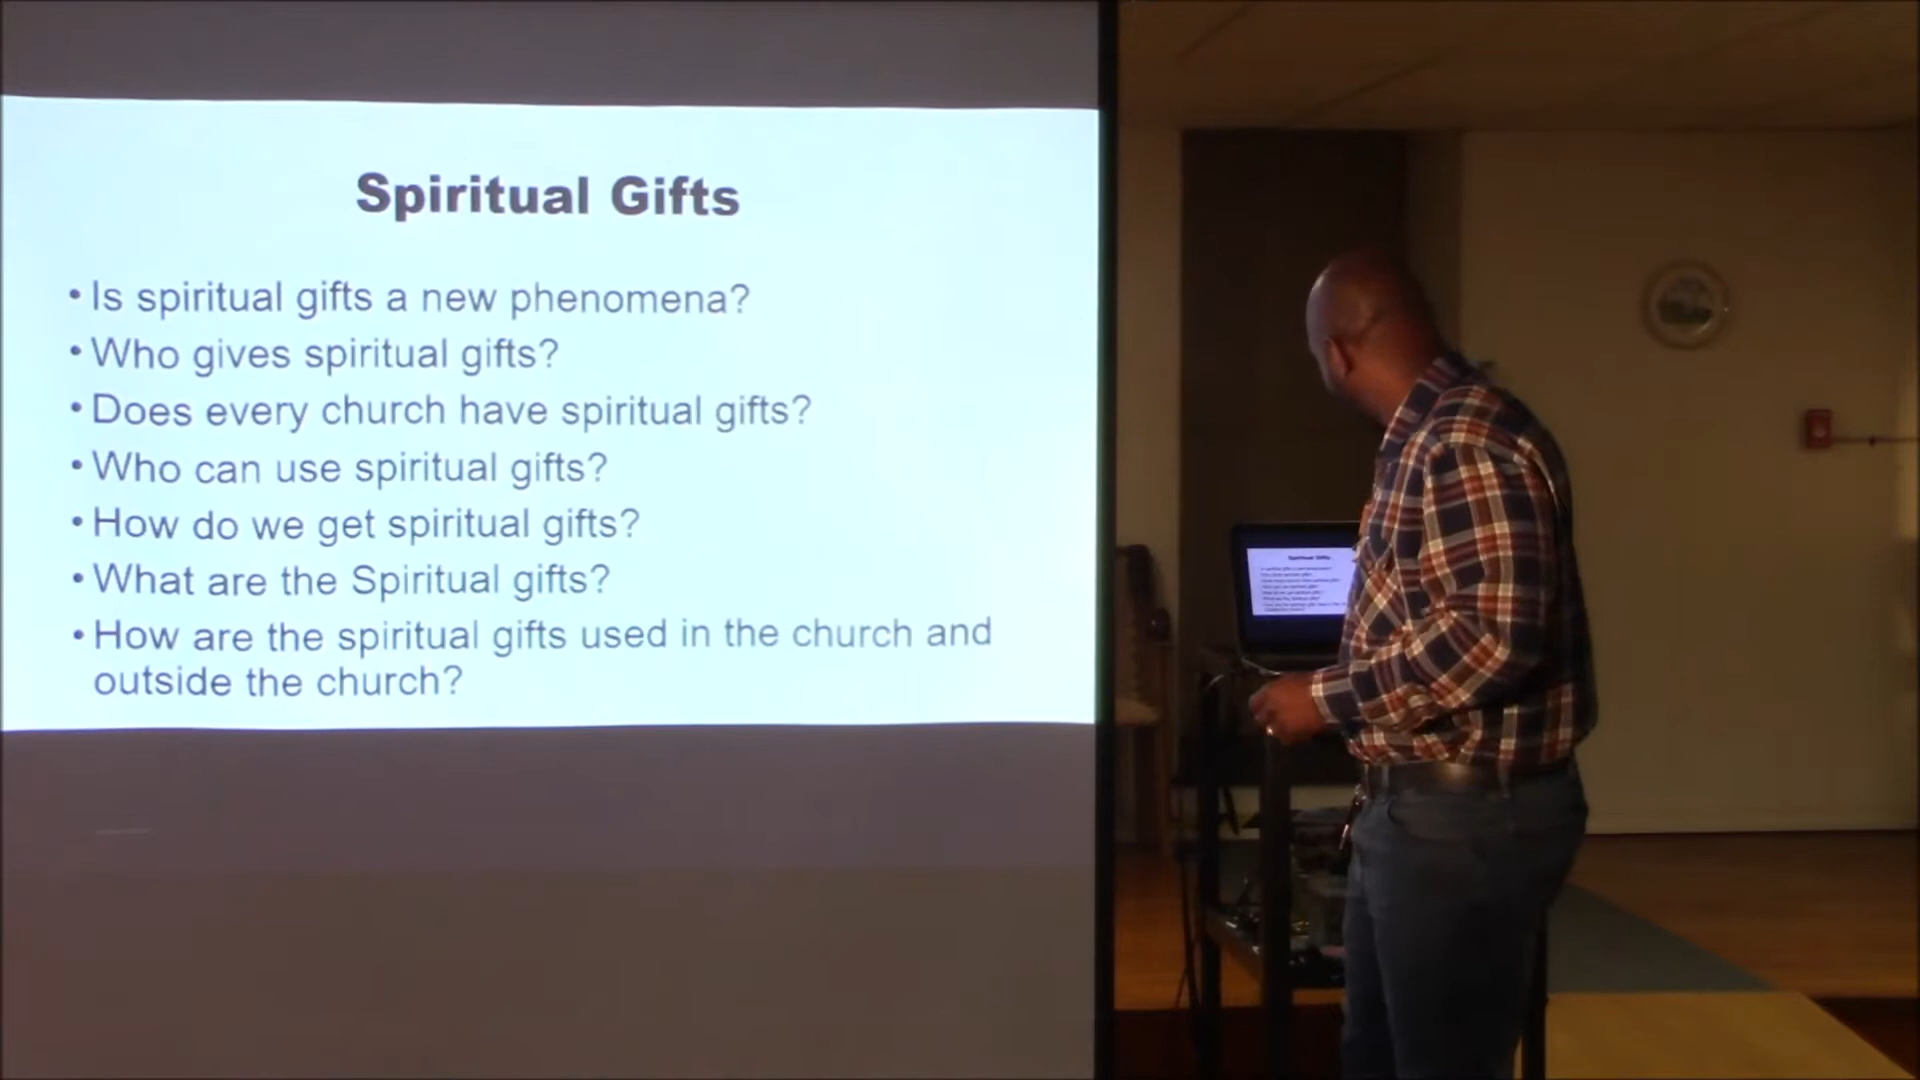 Spiritual Gifts
• Is spiritual gifts a new phenomena?
• Who gives spiritual gifts?
• Does every church have spiritual gifts?
• Who can use spiritual gifts?
• How do we get spiritual gifts?
• What are the Spiritual gifts?
• How are the spiritual gifts used in the church and
outside the church?
Spiritual Gifts